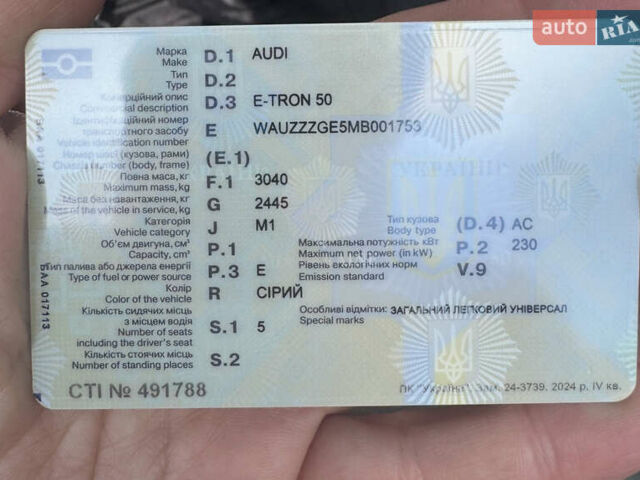 auto RIA
Марка
Make
D.1 AUDI
Тип
Type
D.2
Комерційний опис
Commercial description
D.3 E-TRON 50
Ідентифікаційний номер
транспортного засобу
Vehicle identification number
E WAUZZZGE5MB001753
Номер шасі (кузова, рами)
Chassis number (body, frame)
(E.1)
Повна маса, кг
Maximum mass, kg
F.1 3040
Маса без навантаження, кг
Mass of the vehicle in service, kg
G 2445
Категорія
Vehicle category
J M1
Тип кузова
Body type
(D.4) AC
Об'єм двигуна, см³
Capacity, cm³
P.1
Максимальна потужність кВт
Maximum net power (in kW)
P.2 230
Тип палива або джерела енергії
Type of fuel or power source
P.3 E
Рівень екологічних норм
Emission standard
V.9
Колір
Color of the vehicle
R СІРИЙ
Особливі відмітки: ЗАГАЛЬНИЙ ЛЕГКОВИЙ УНІВЕРСАЛ
Special marks
Кількість сидячих місць
з місцем водія
Number of seats
including the driver's seat
S.1 5
Кількість стоячих місць
Number of standing places
S.2
СТІ № 491788
ПК "Україна". Зам. 24-3739. 2024 р. IV кв.
БАА 017113
УКРАЇНА